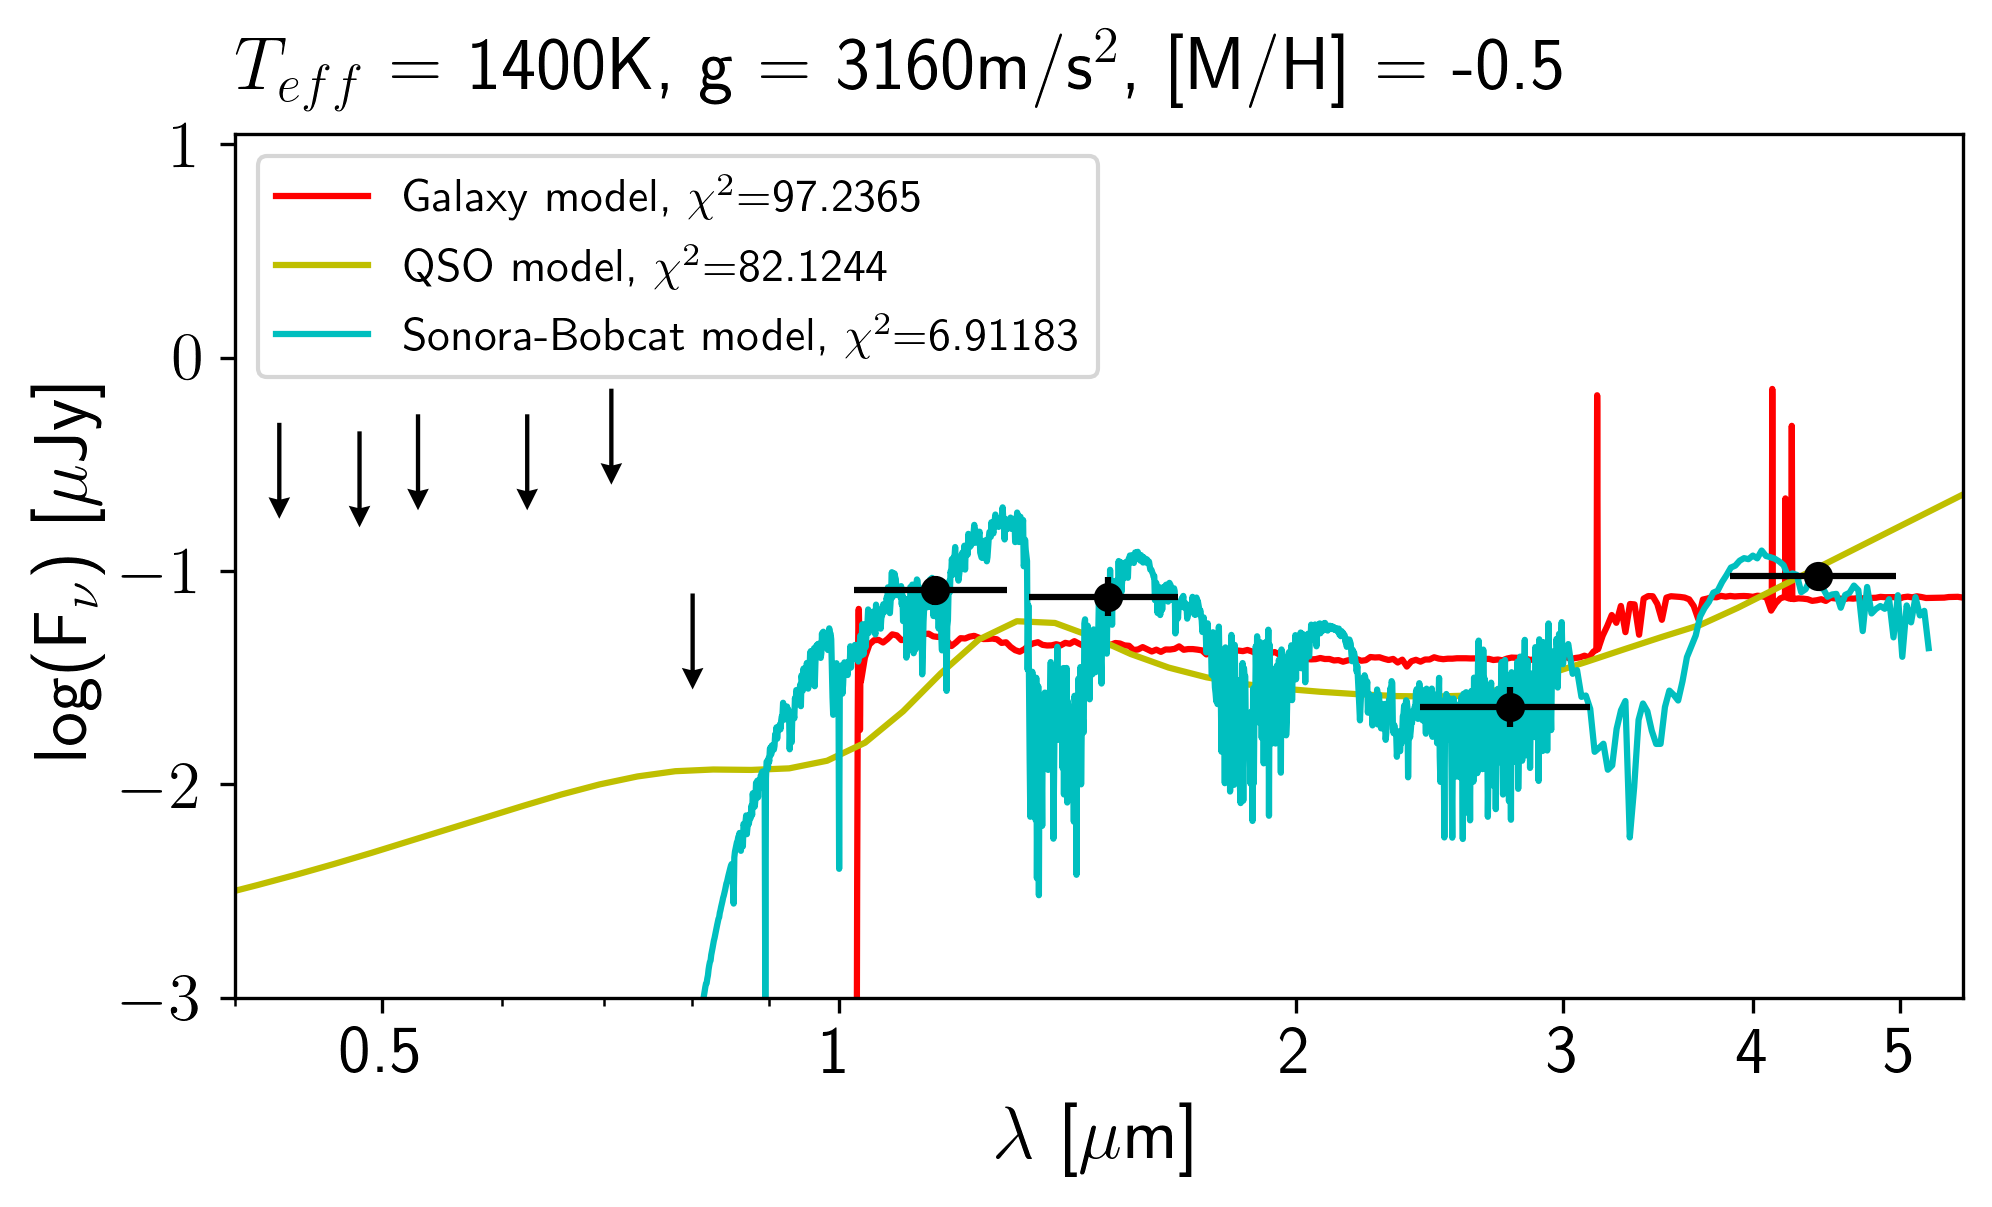 T_eff = 1400K, g = 3160m/s², [M/H] = -0.5
log(F_ν) [μJy]
1
0
−1
−2
−3
Galaxy model, χ²=97.2365
QSO model, χ²=82.1244
Sonora-Bobcat model, χ²=6.91183
0.5 1 2 3 4 5
λ [μm]